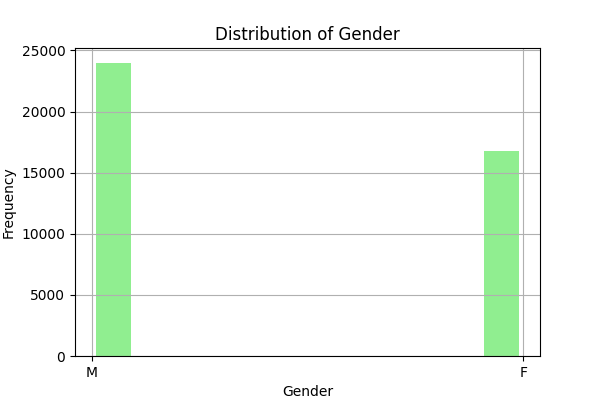 Distribution of Gender
25000
20000
15000
10000
5000
0
Frequency
M
F
Gender